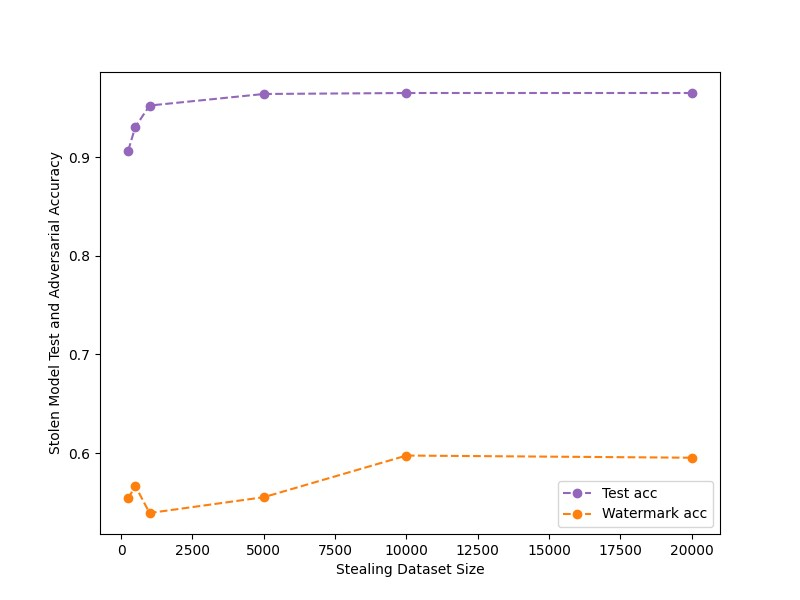 Stolen Model Test and Adversarial Accuracy
0.9
0.8
0.7
0.6
Test acc
Watermark acc
0 2500 5000 7500 10000 12500 15000 17500 20000
Stealing Dataset Size